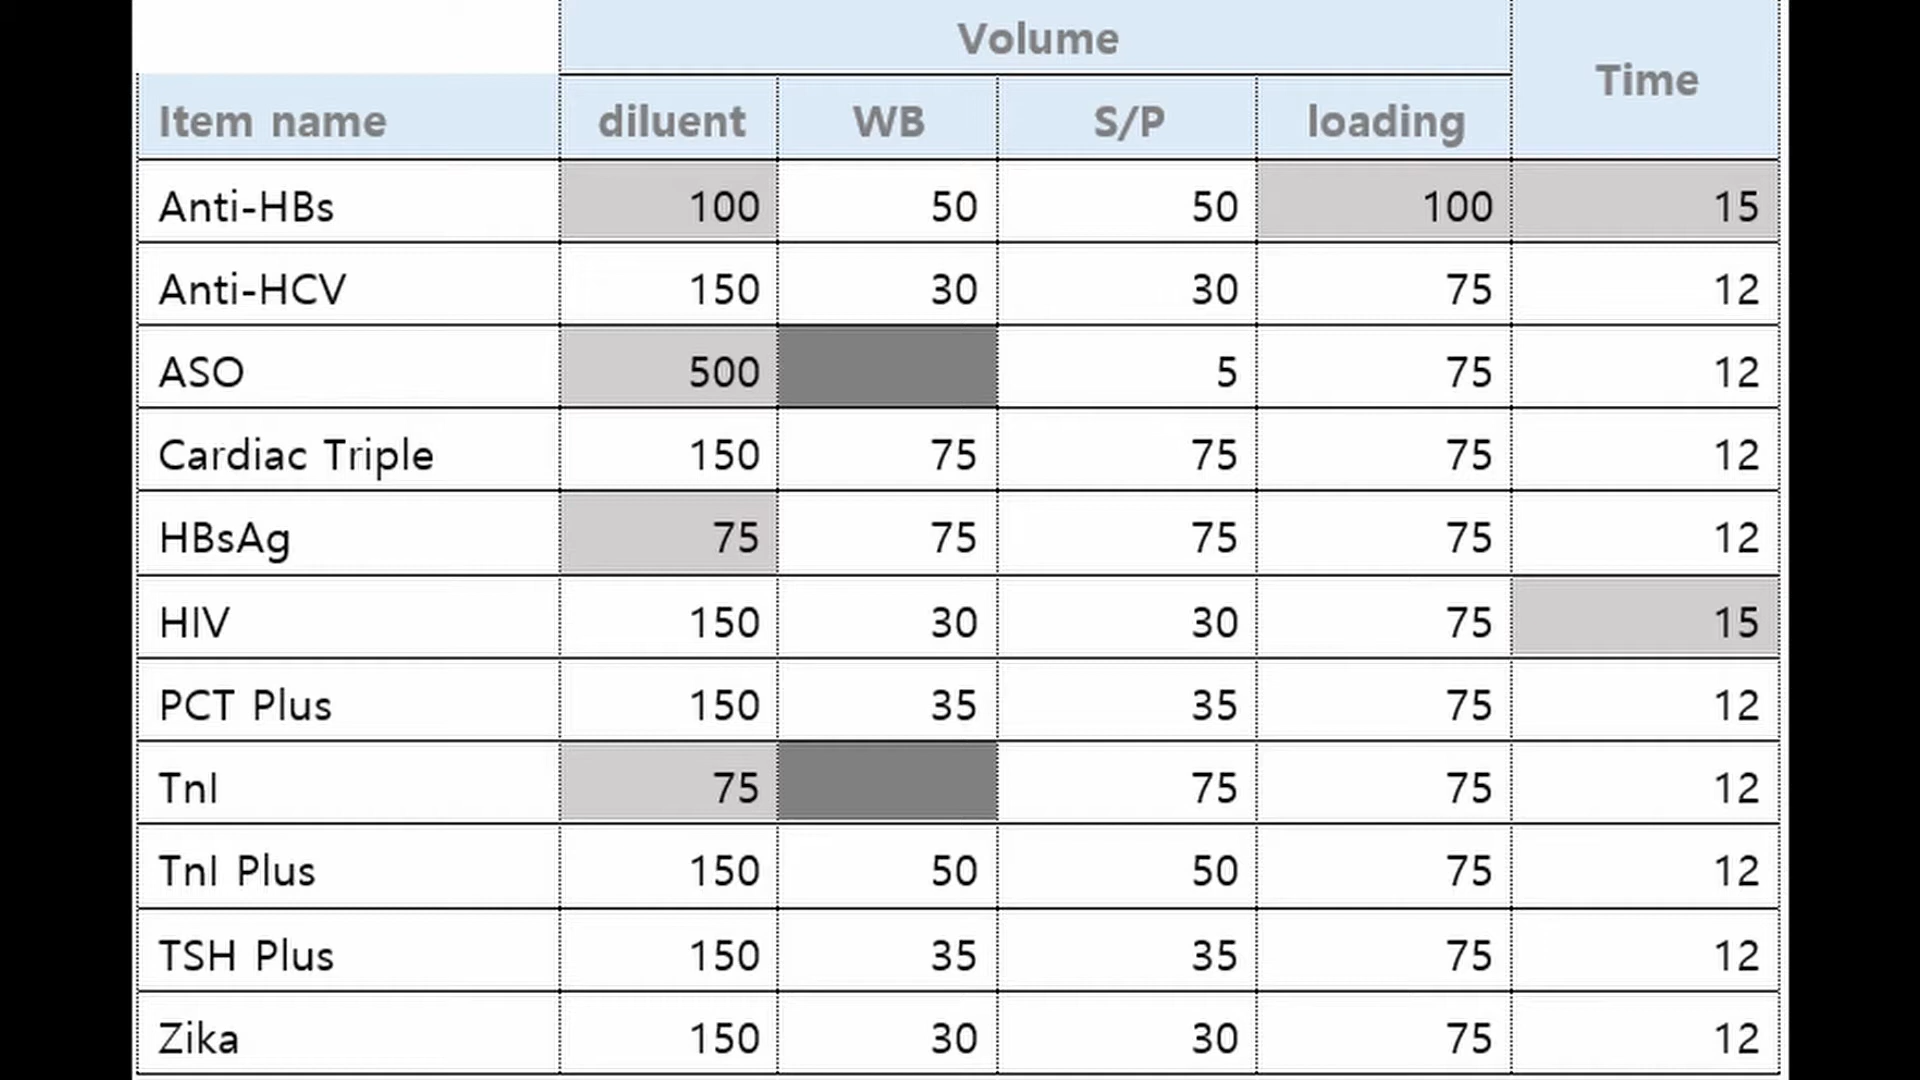 Volume Time
Item name diluent WB S/P loading
Anti-HBs 100 50 50 100 15
Anti-HCV 150 30 30 75 12
ASO 500 5 75 12
Cardiac Triple 150 75 75 75 12
HBsAg 75 75 75 75 12
HIV 150 30 30 75 15
PCT Plus 150 35 35 75 12
TnI 75 75 75 12
TnI Plus 150 50 50 75 12
TSH Plus 150 35 35 75 12
Zika 150 30 30 75 12